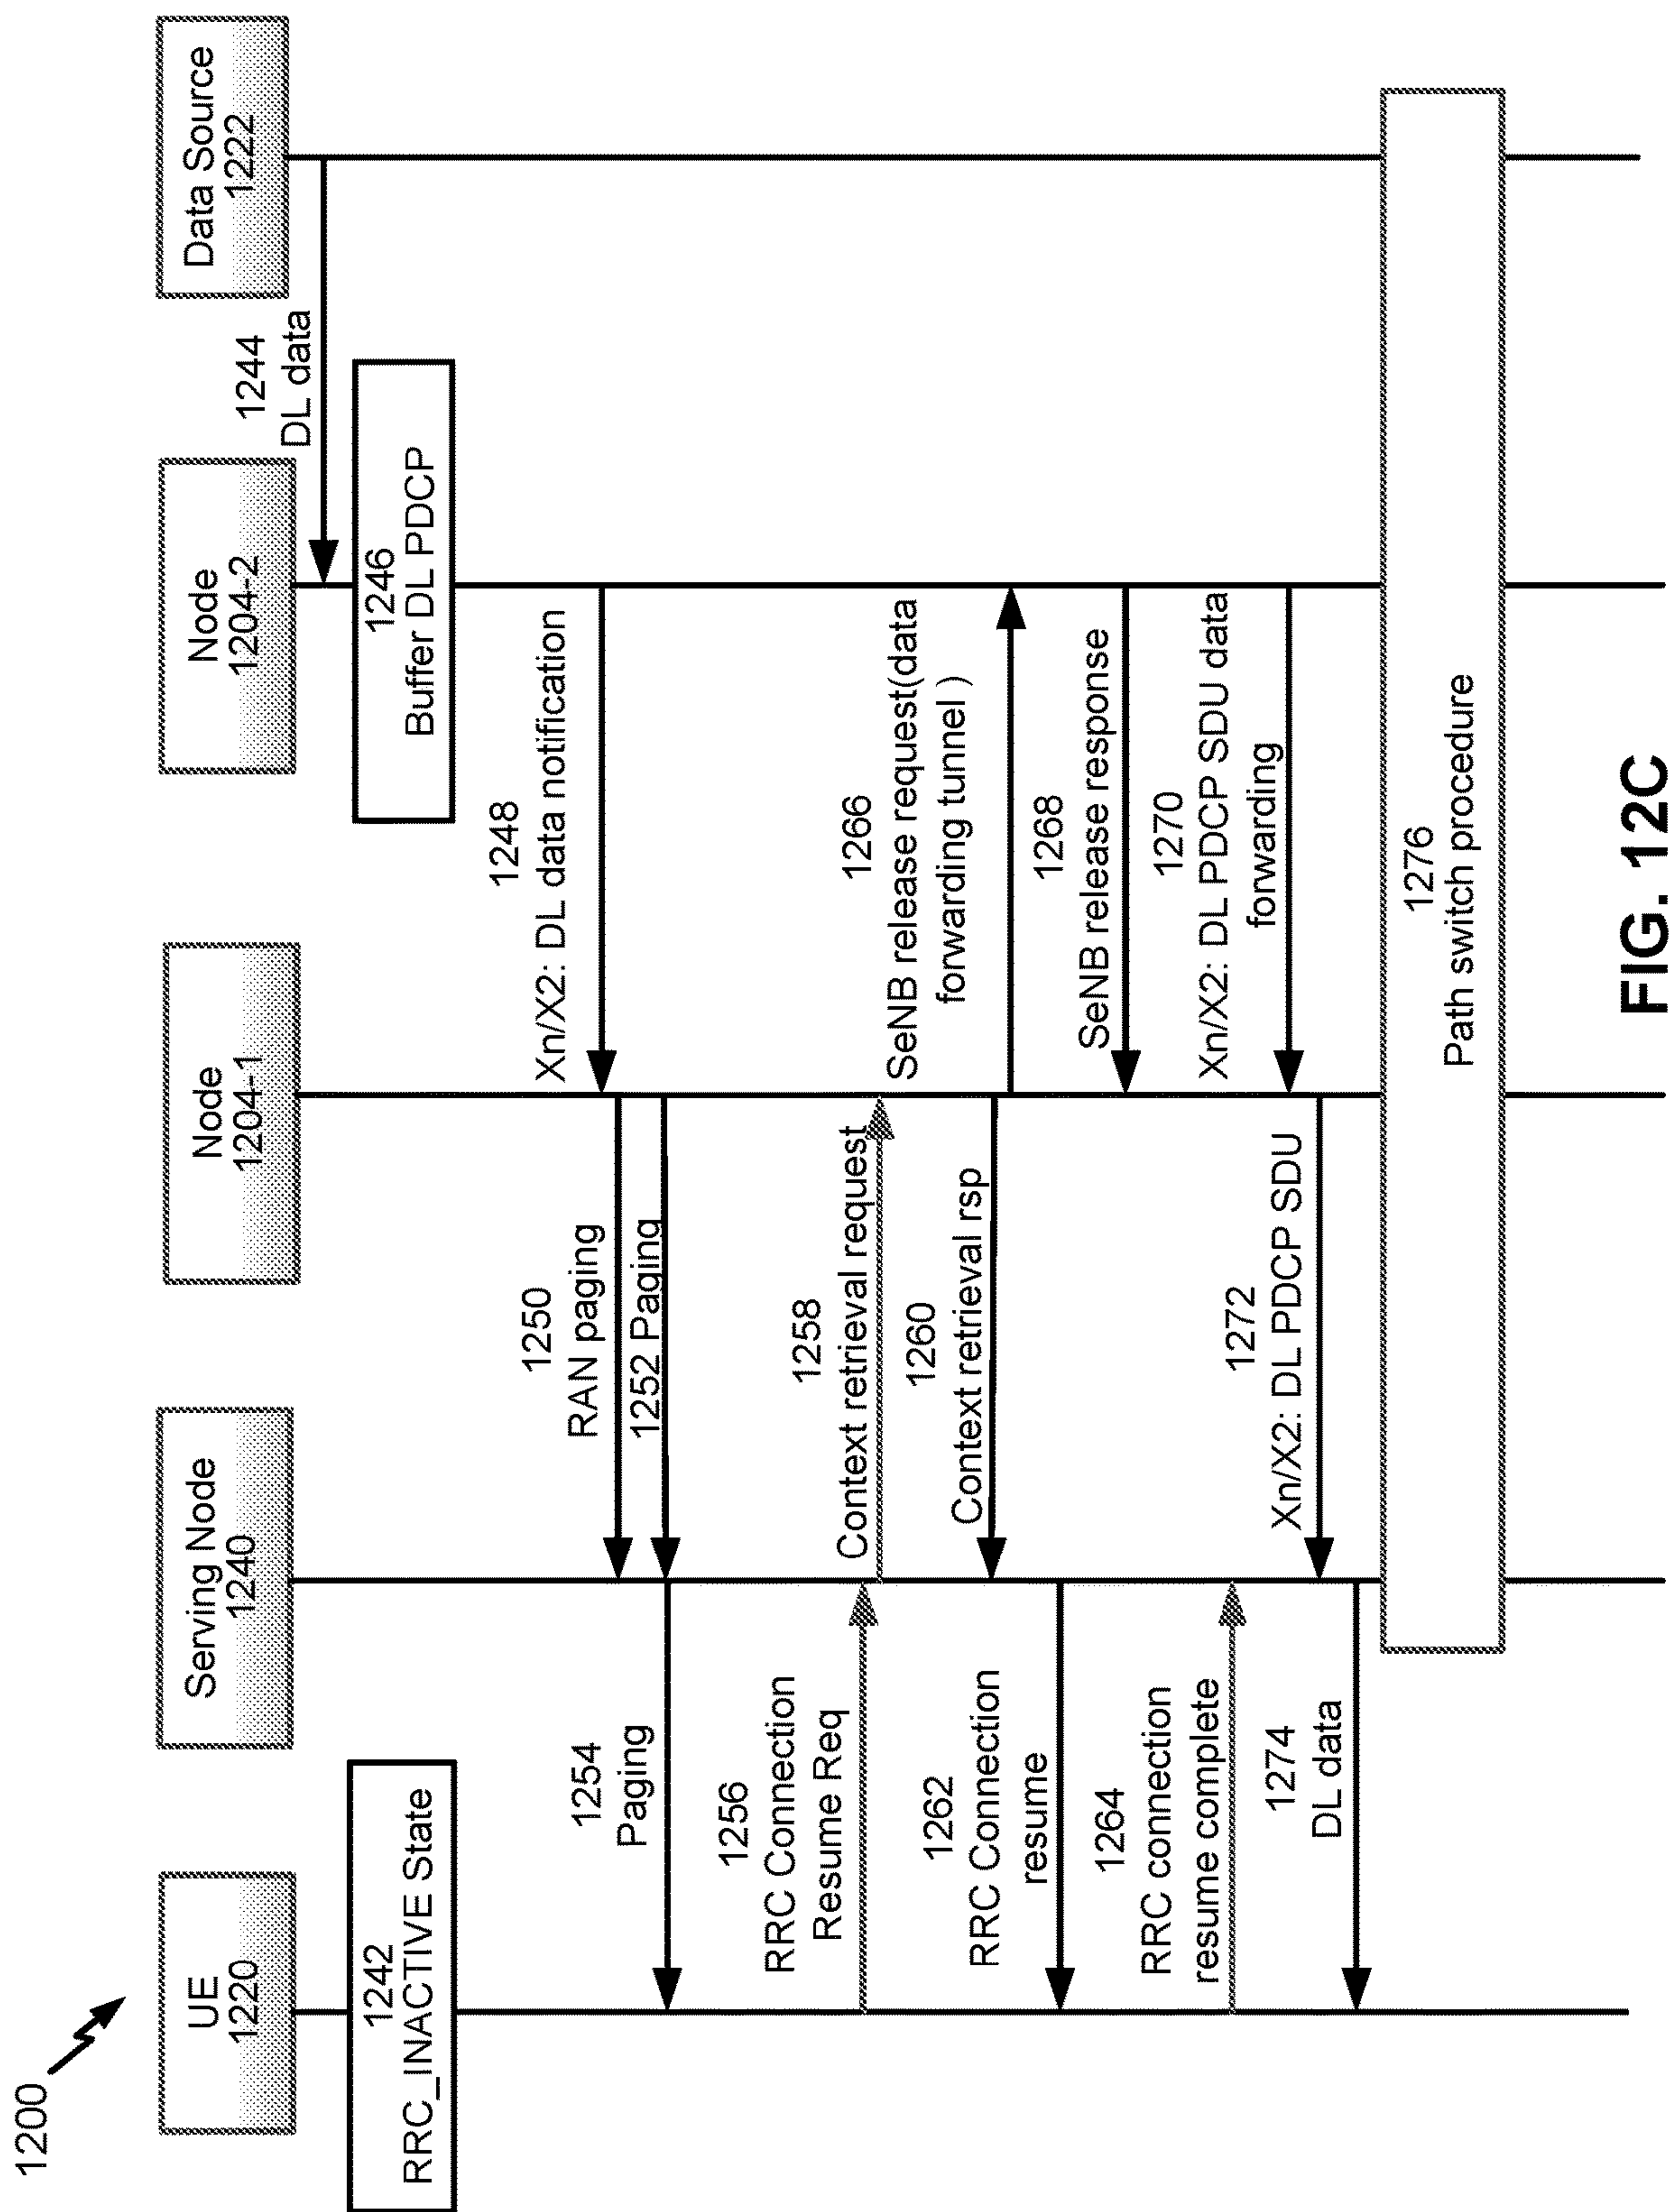 1200
UE
1220
Serving Node
1240
Node
1204-1
Node
1204-2
Data Source
1222
1242
RRC_INACTIVE State
1244
DL data
1246
Buffer DL PDCP
1248
Xn/X2: DL data notification
1250
RAN paging
1252 Paging
1254
Paging
1256
RRC Connection
Resume Req
1258
Context retrieval request
1260
Context retrieval rsp
1262
RRC Connection
resume
1264
RRC connection
resume complete
1266
SeNB release request(data
forwarding tunnel )
1268
SeNB release response
1270
Xn/X2: DL PDCP SDU data
forwarding
1272
Xn/X2: DL PDCP SDU
1274
DL data
1276
Path switch procedure
FIG. 12C